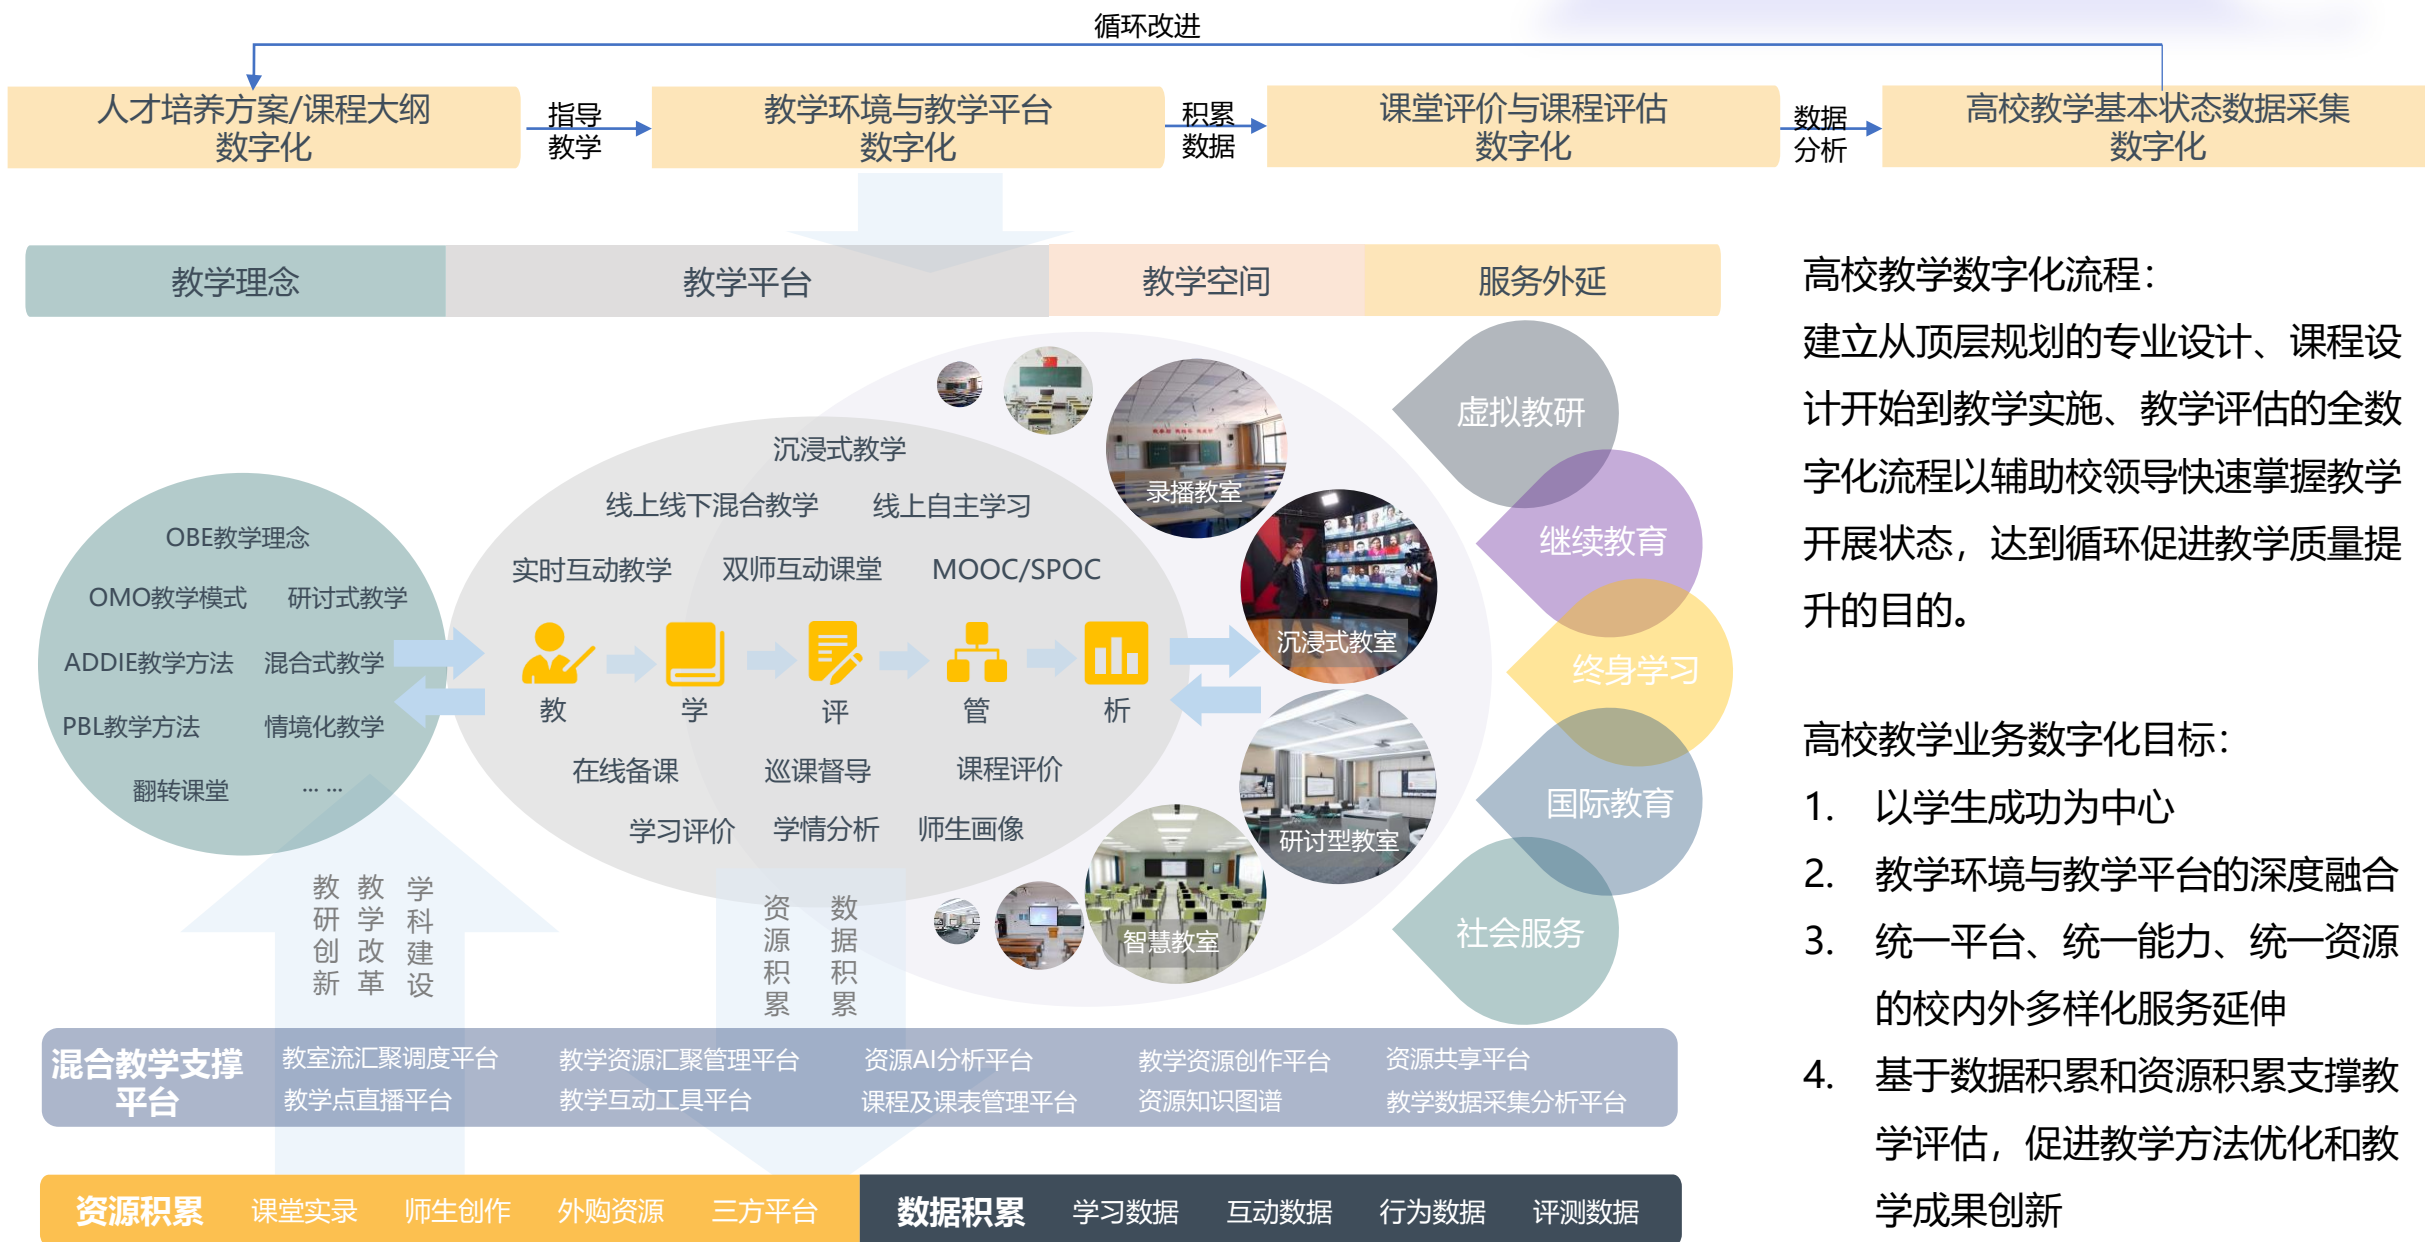 循环改进
人才培养方案/课程大纲
数字化
指导
教学
教学环境与教学平台
数字化
积累
数据
课堂评价与课程评估
数字化
数据
分析
高校教学基本状态数据采集
数字化
教学理念
教学平台
教学空间
服务外延
OBE教学理念
OMO教学模式
研讨式教学
ADDIE教学方法
混合式教学
PBL教学方法
情境化教学
翻转课堂
... ...
沉浸式教学
线上线下混合教学
线上自主学习
实时互动教学
双师互动课堂
MOOC/SPOC
教
学
评
管
析
在线备课
巡课督导
课程评价
学习评价
学情分析
师生画像
录播教室
沉浸式教室
研讨型教室
智慧教室
虚拟教研
继续教育
终身学习
国际教育
社会服务
教研创新
教学改革
学科建设
资源积累
数据积累
混合教学支撑
平台
教室流汇聚调度平台
教学资源汇聚管理平台
资源AI分析平台
教学资源创作平台
资源共享平台
教学点直播平台
教学互动工具平台
课程及课表管理平台
资源知识图谱
教学数据采集分析平台
资源积累
课堂实录
师生创作
外购资源
三方平台
数据积累
学习数据
互动数据
行为数据
评测数据
高校教学数字化流程：
建立从顶层规划的专业设计、课程设
计开始到教学实施、教学评估的全数
字化流程以辅助校领导快速掌握教学
开展状态，达到循环促进教学质量提
升的目的。
高校教学业务数字化目标：
1. 以学生成功为中心
2. 教学环境与教学平台的深度融合
3. 统一平台、统一能力、统一资源
的校内外多样化服务延伸
4. 基于数据积累和资源积累支撑教
学评估，促进教学方法优化和教
学成果创新